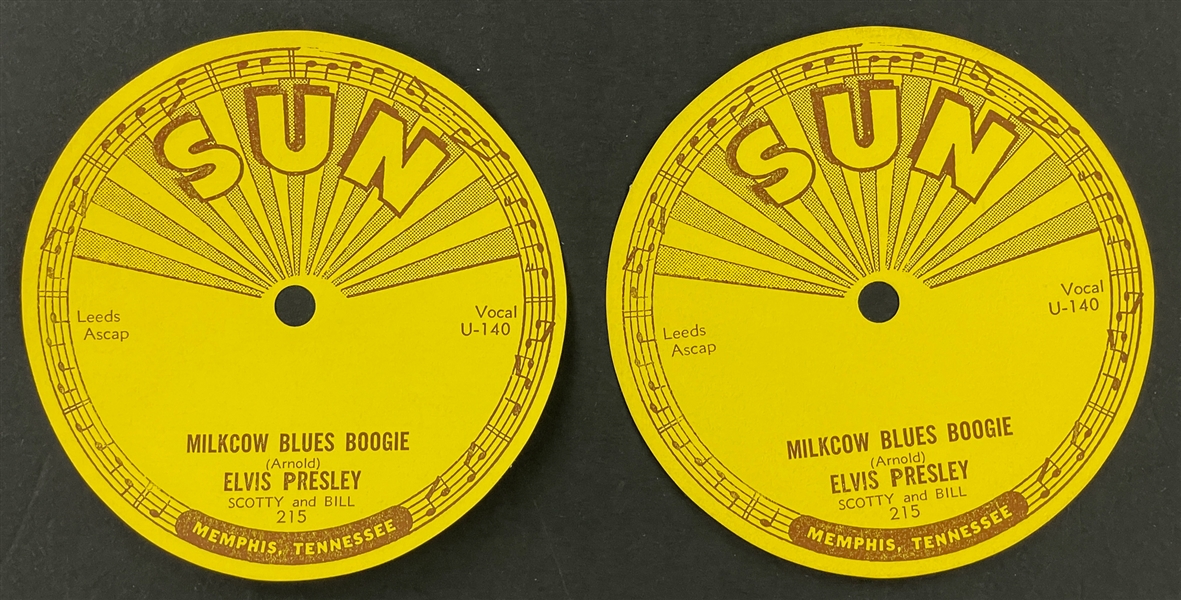 SUN
Leeds
Ascap
Vocal
U-140
MILKCOW BLUES BOOGIE
(Arnold)
ELVIS PRESLEY
SCOTTY and BILL
215
MEMPHIS, TENNESSEE
SUN
Leeds
Ascap
Vocal
U-140
MILKCOW BLUES BOOGIE
(Arnold)
ELVIS PRESLEY
SCOTTY and BILL
215
MEMPHIS, TENNESSEE